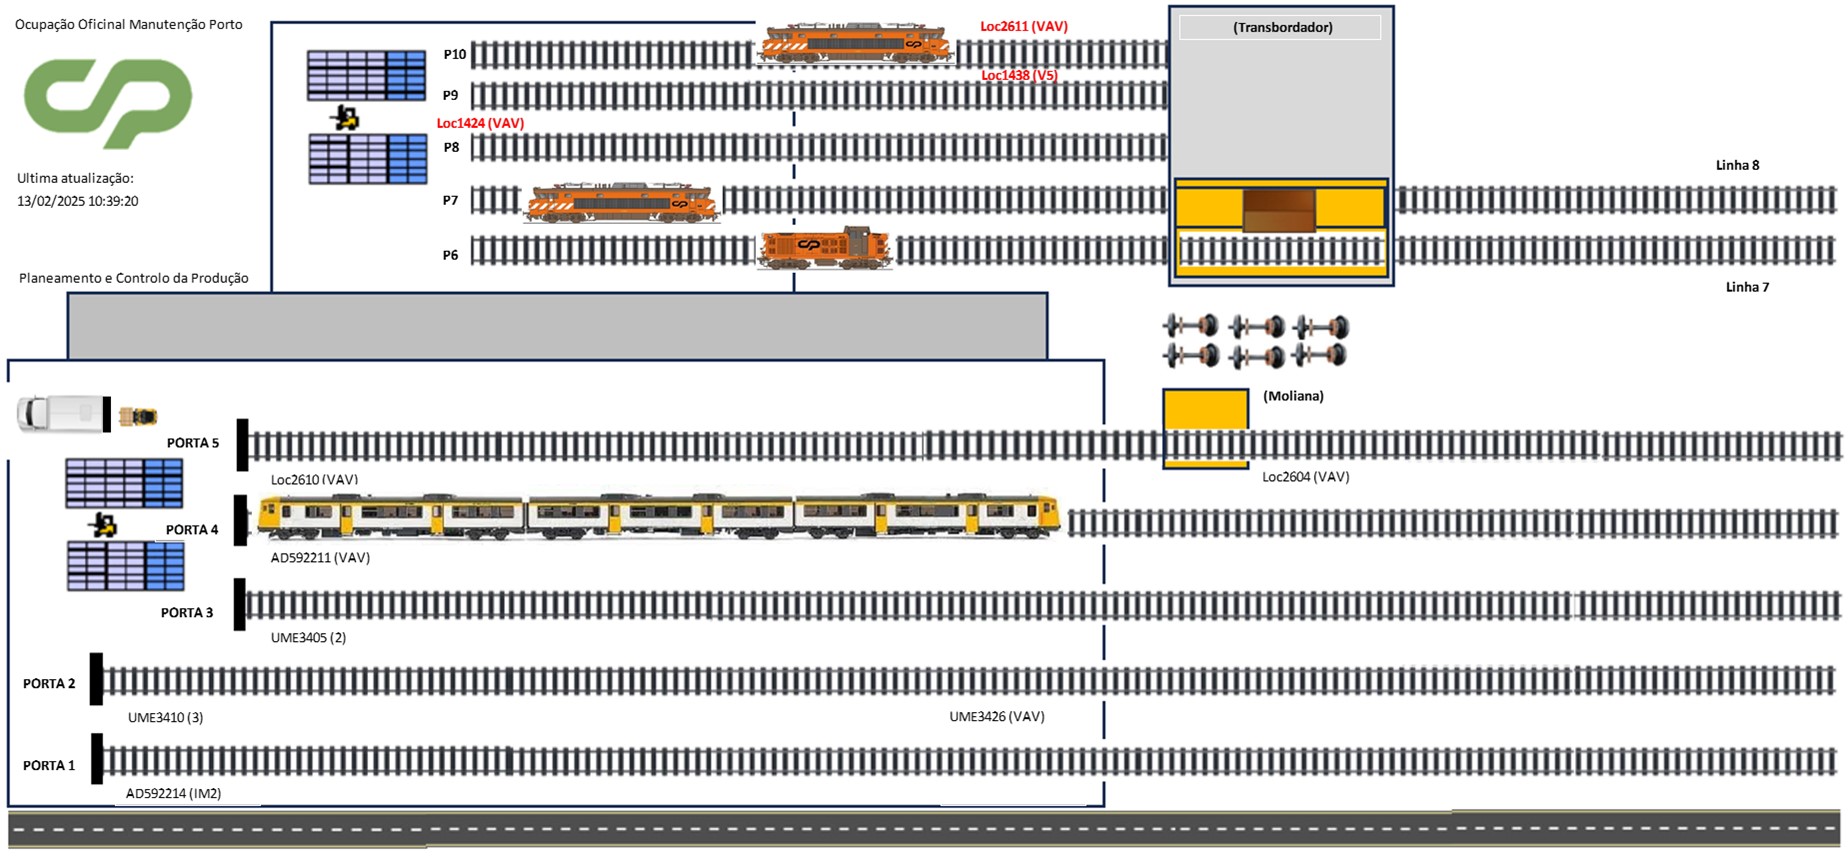 Ocupação Oficinal Manutenção Porto
Ultima atualização:
13/02/2025 10:39:20
Planeamento e Controlo da Produção
Loc2611 (VAV)
(Transbordador)
P10
Loc1438 (V5)
P9
Loc1424 (VAV)
P8
Linha 8
P7
P6
Linha 7
(Moliana)
PORTA 5
Loc2610 (VAV)
Loc2604 (VAV)
PORTA 4
AD592211 (VAV)
PORTA 3
UME3405 (2)
PORTA 2
UME3410 (3)
UME3426 (VAV)
PORTA 1
AD592214 (IM2)